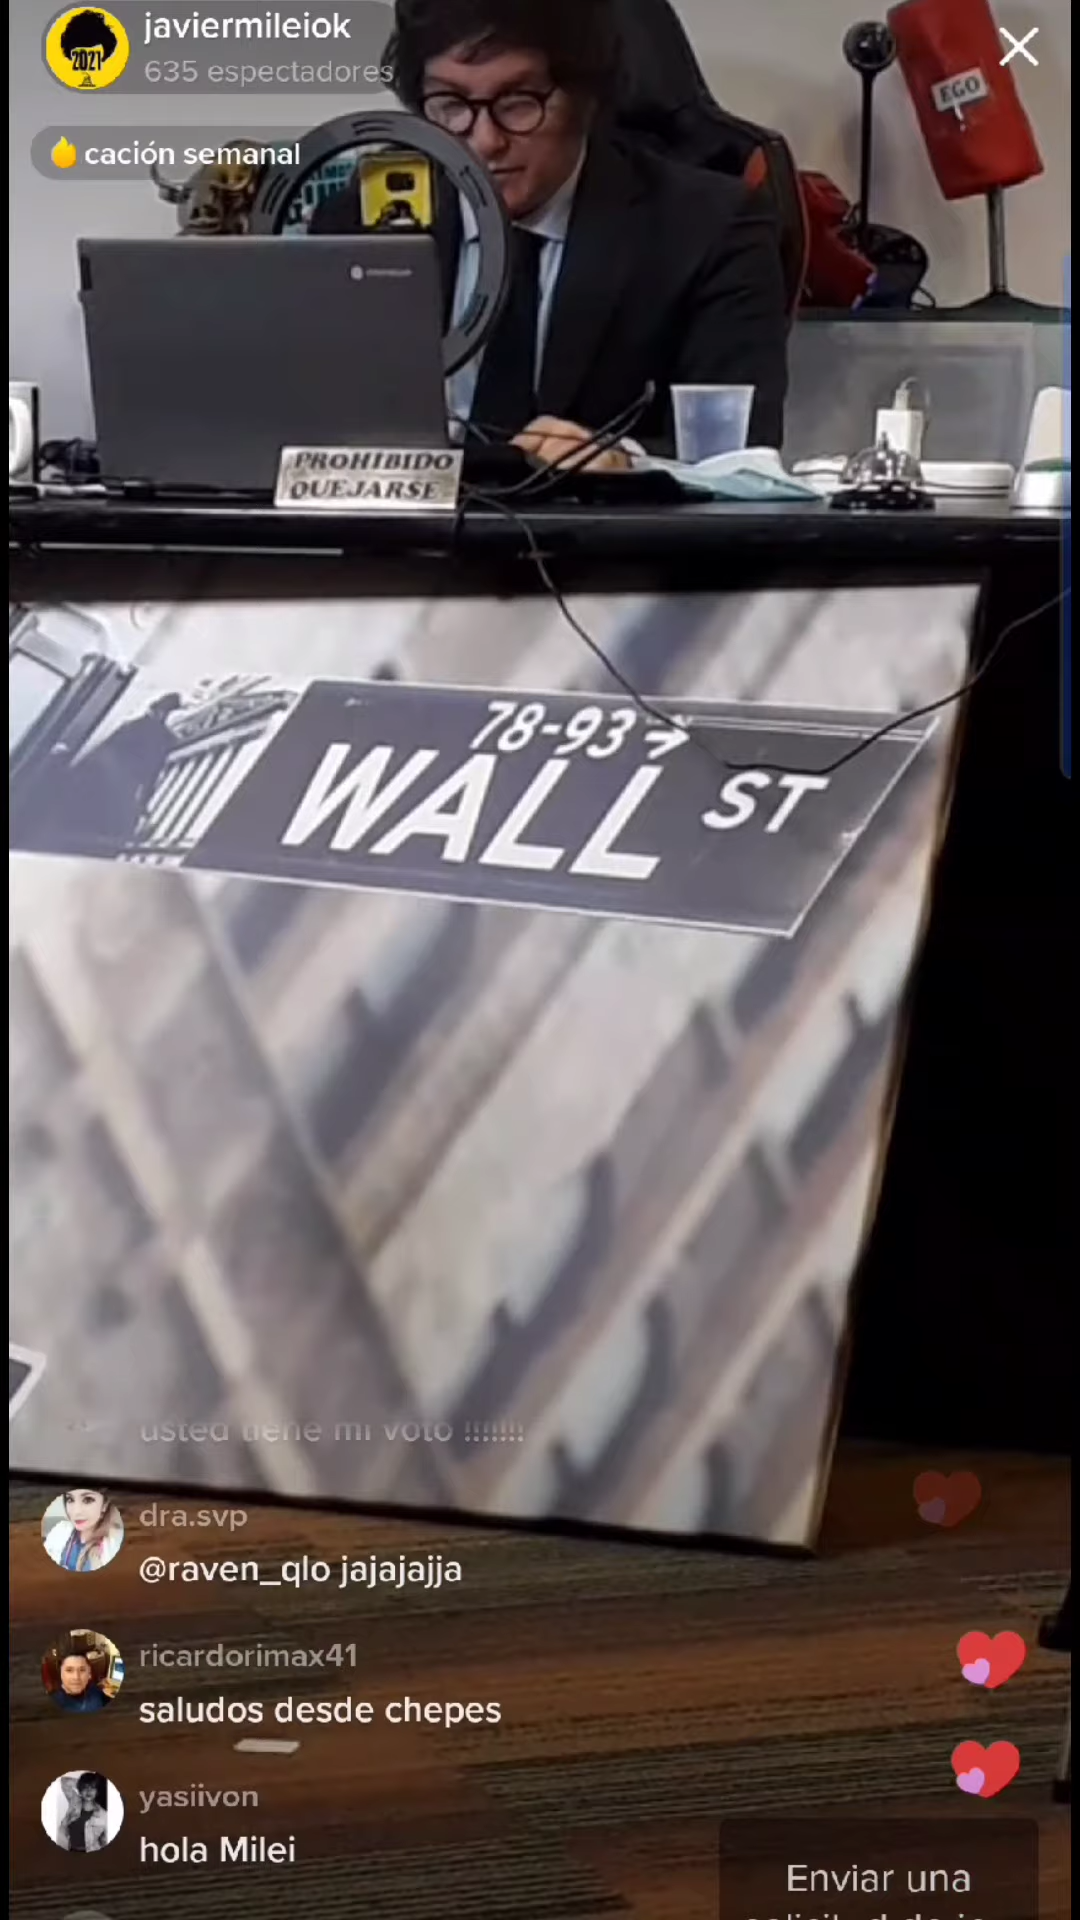 javiermileiok
635 espectadores
2021
cación semanal
EGO
PROHIBIDO
QUEJARSE
78-93→
WALL ST
usted tiene mi voto !!!!!!!
dra.svp
@raven_qlo jajajajja
ricardorimax41
saludos desde chepes
yasiivon
hola Milei
Enviar una